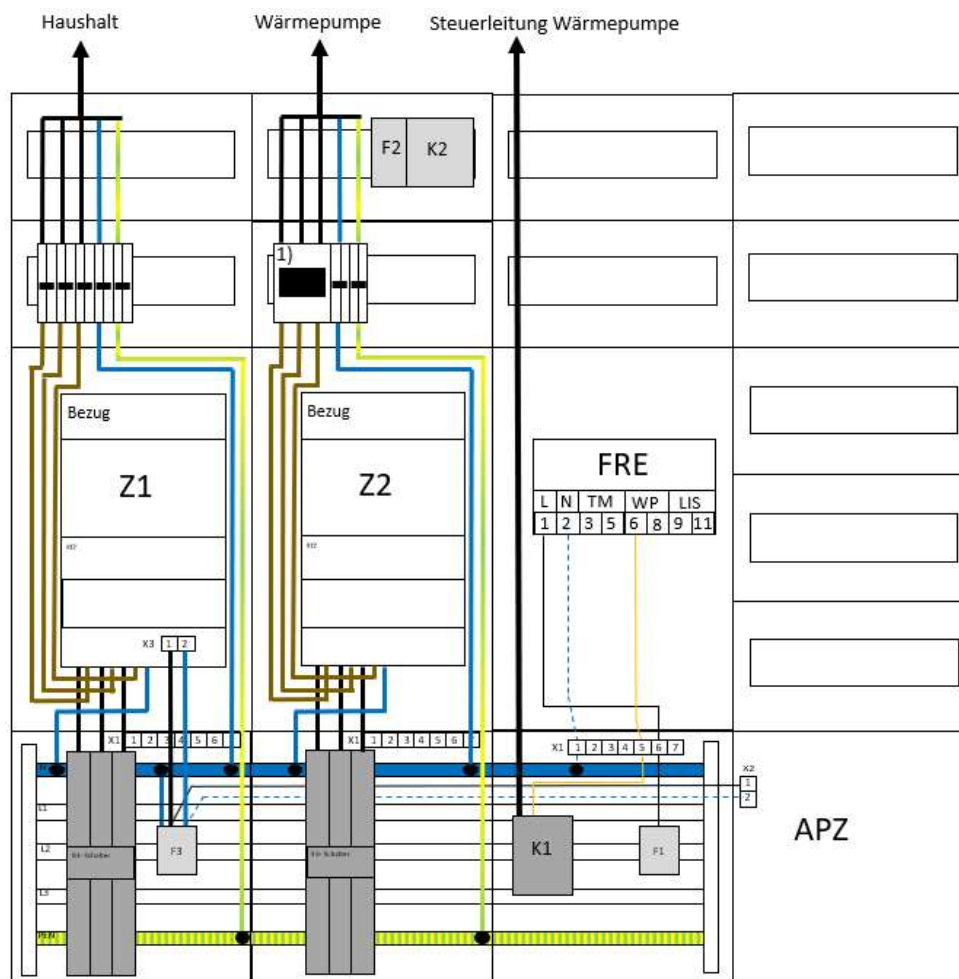 Haushalt
Wärmepumpe
Steuerleitung Wärmepumpe
F2 K2
1)
Bezug
Bezug
Z1
Z2
FRE
L N TM WP LIS
1 2 3 5 6 8 9 11
X3 1 2
X1 1 2 3 4 5 6
X1 1 2 3 4 5 6 7
X1 1 2 3 4 5 6 7
X2
1
2
N
L1
L2
F3
K1
F1
APZ
L3
PEN